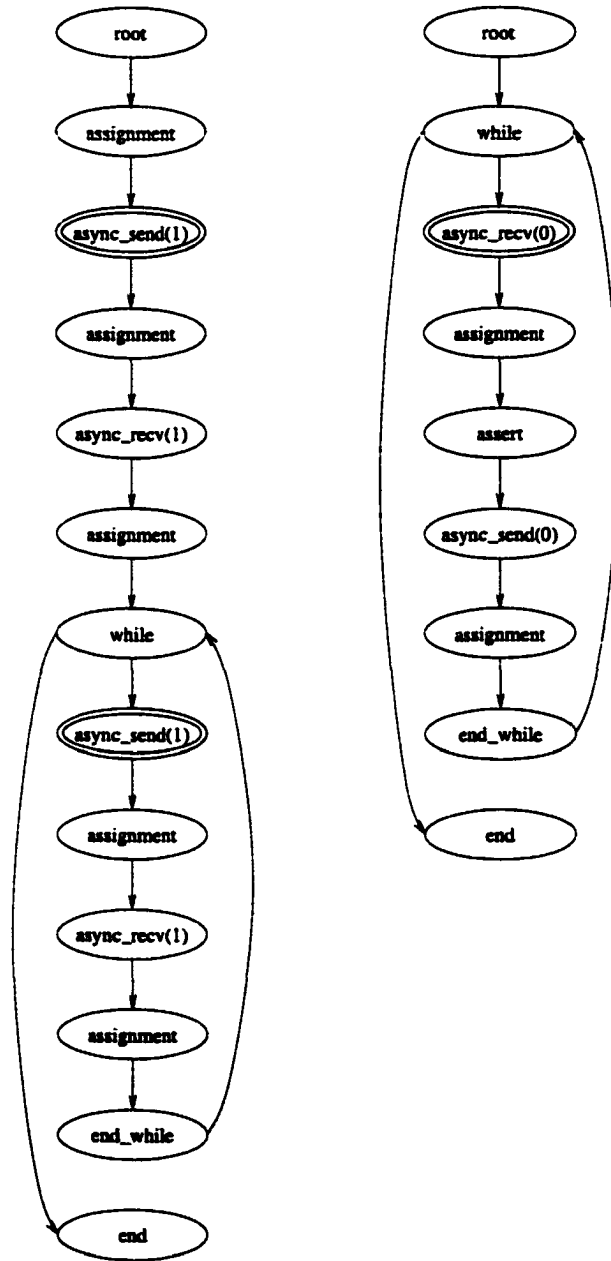 root
assignment
async_send(1)
assignment
async_recv(1)
assignment
while
async_send(1)
assignment
async_recv(1)
assignment
end_while
end
root
while
async_recv(0)
assignment
assert
async_send(0)
assignment
end_while
end